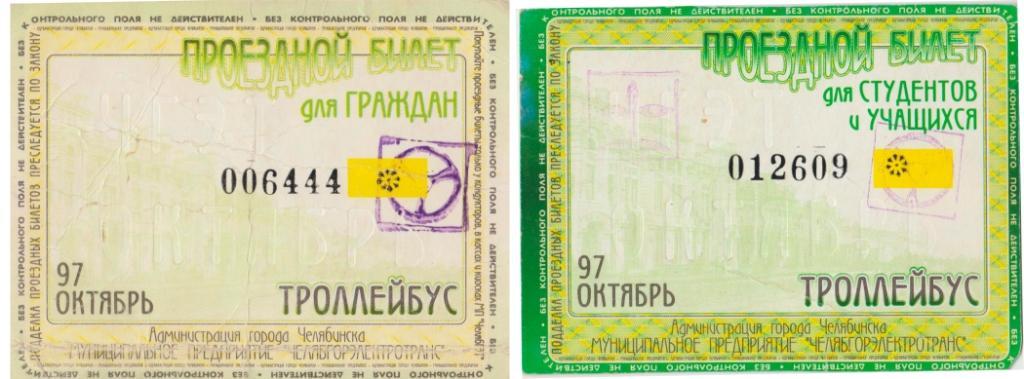 БЕЗ КОНТРОЛЬНОГО ПОЛЯ НЕ ДЕЙСТВИТЕЛЕН
ПОДДЕЛКА ПРОЕЗДНЫХ БИЛЕТОВ ПРЕСЛЕДУЕТСЯ ПО ЗАКОНУ
ПРОЕЗДНОЙ БИЛЕТ
для ГРАЖДАН
006444
97
ОКТЯБРЬ
ТРОЛЛЕЙБУС
Администрация города Челябинска
МУНИЦИПАЛЬНОЕ ПРЕДПРИЯТИЕ "ЧЕЛЯБГОРЭЛЕКТРОТРАНС"
БЕЗ КОНТРОЛЬНОГО ПОЛЯ НЕ ДЕЙСТВИТЕЛЕН
ПОДДЕЛКА ПРОЕЗДНЫХ БИЛЕТОВ ПРЕСЛЕДУЕТСЯ ПО ЗАКОНУ
ПРОЕЗДНОЙ БИЛЕТ
для СТУДЕНТОВ
и УЧАЩИХСЯ
012609
97
ОКТЯБРЬ
ТРОЛЛЕЙБУС
Администрация города Челябинска
МУНИЦИПАЛЬНОЕ ПРЕДПРИЯТИЕ "ЧЕЛЯБГОРЭЛЕКТРОТРАНС"